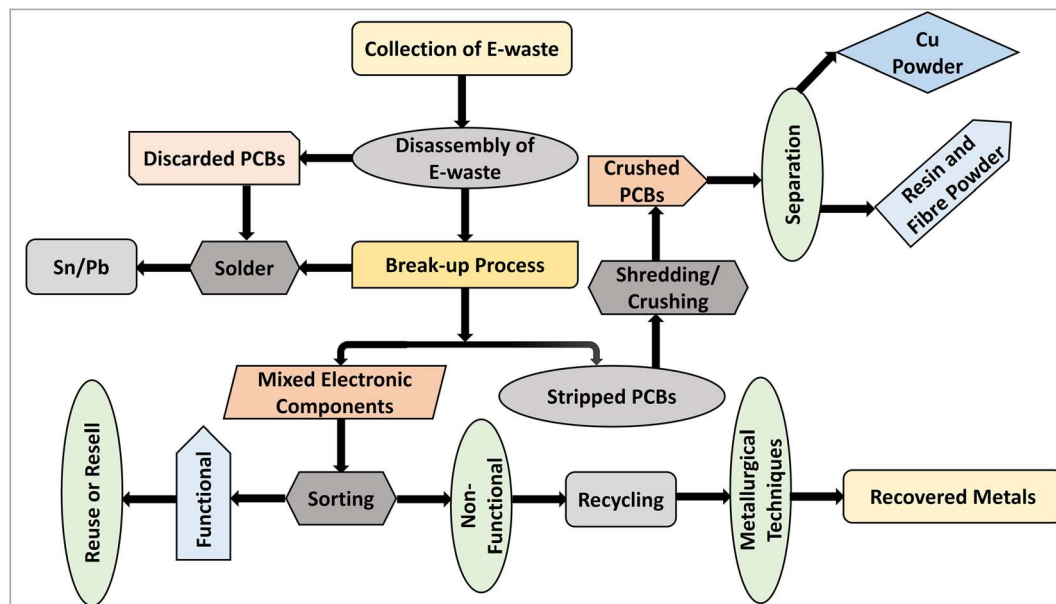 Collection of E-waste
Cu
Powder
Discarded PCBs
Disassembly of
E-waste
Crushed
PCBs
Separation
Resin and
Fibre Powder
Sn/Pb
Solder
Break-up Process
Shredding/
Crushing
Mixed Electronic
Components
Stripped PCBs
Reuse or Resell
Functional
Sorting
Non-
Functional
Recycling
Metallurgical
Techniques
Recovered Metals